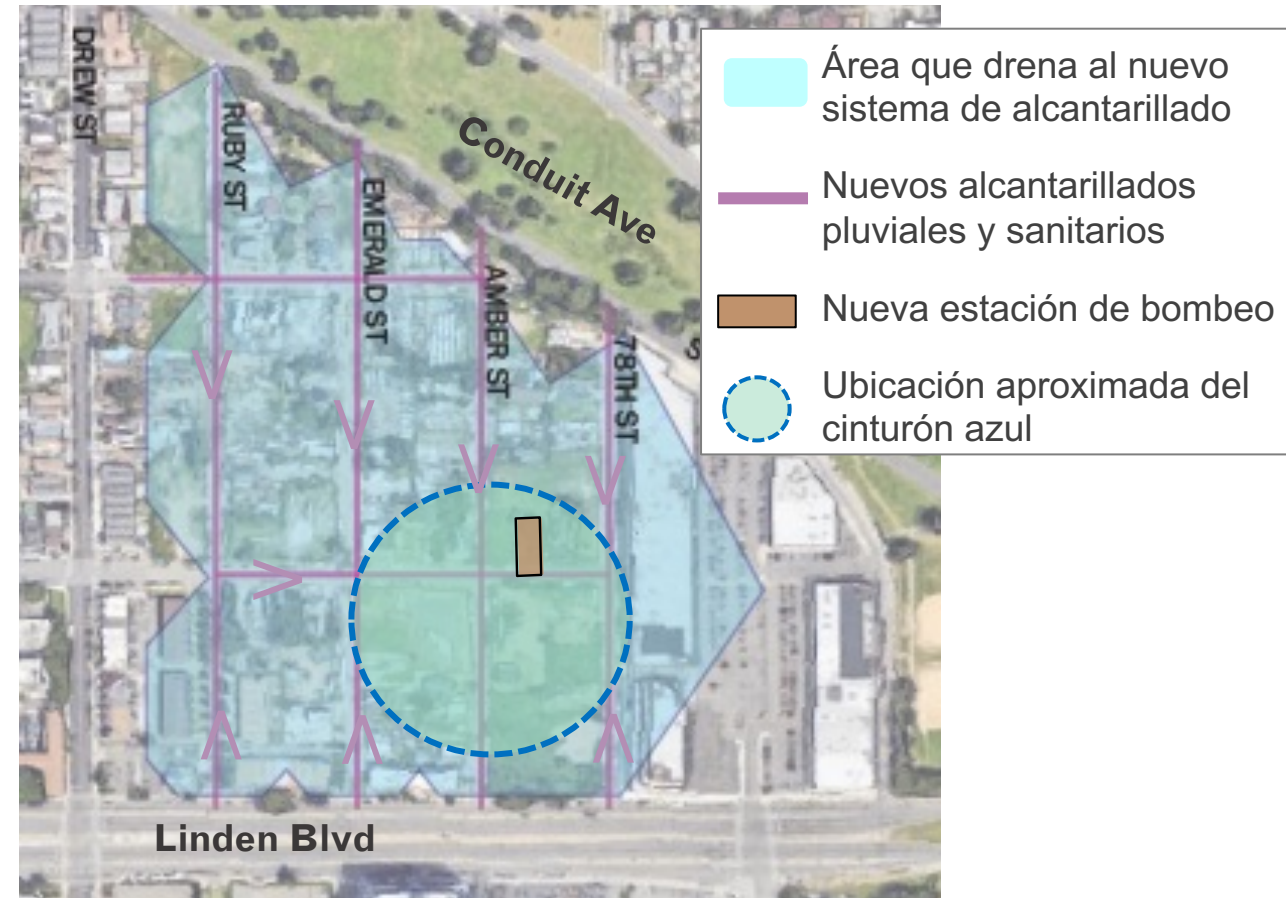 DREW ST
RUBY ST
EMERALD ST
AMBER ST
78TH ST
Conduit Ave
S
Linden Blvd
Área que drena al nuevo
sistema de alcantarillado
Nuevos alcantarillados
pluviales y sanitarios
Nueva estación de bombeo
Ubicación aproximada del
cinturón azul